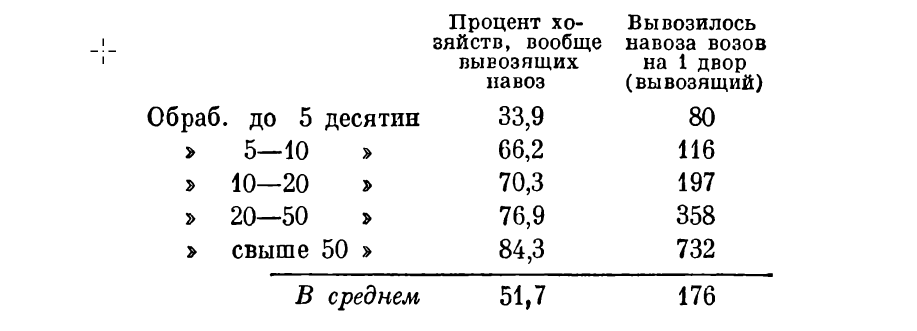 Процент хо- Вывозилось
зяйств, вообще навоза возов
вывозящих на 1 двор
навоз (вывозящий)
Обраб. до 5 десятин 33,9 80
» 5—10 » 66,2 116
» 10—20 » 70,3 197
» 20—50 » 76,9 358
» свыше 50 » 84,3 732
В среднем 51,7 176